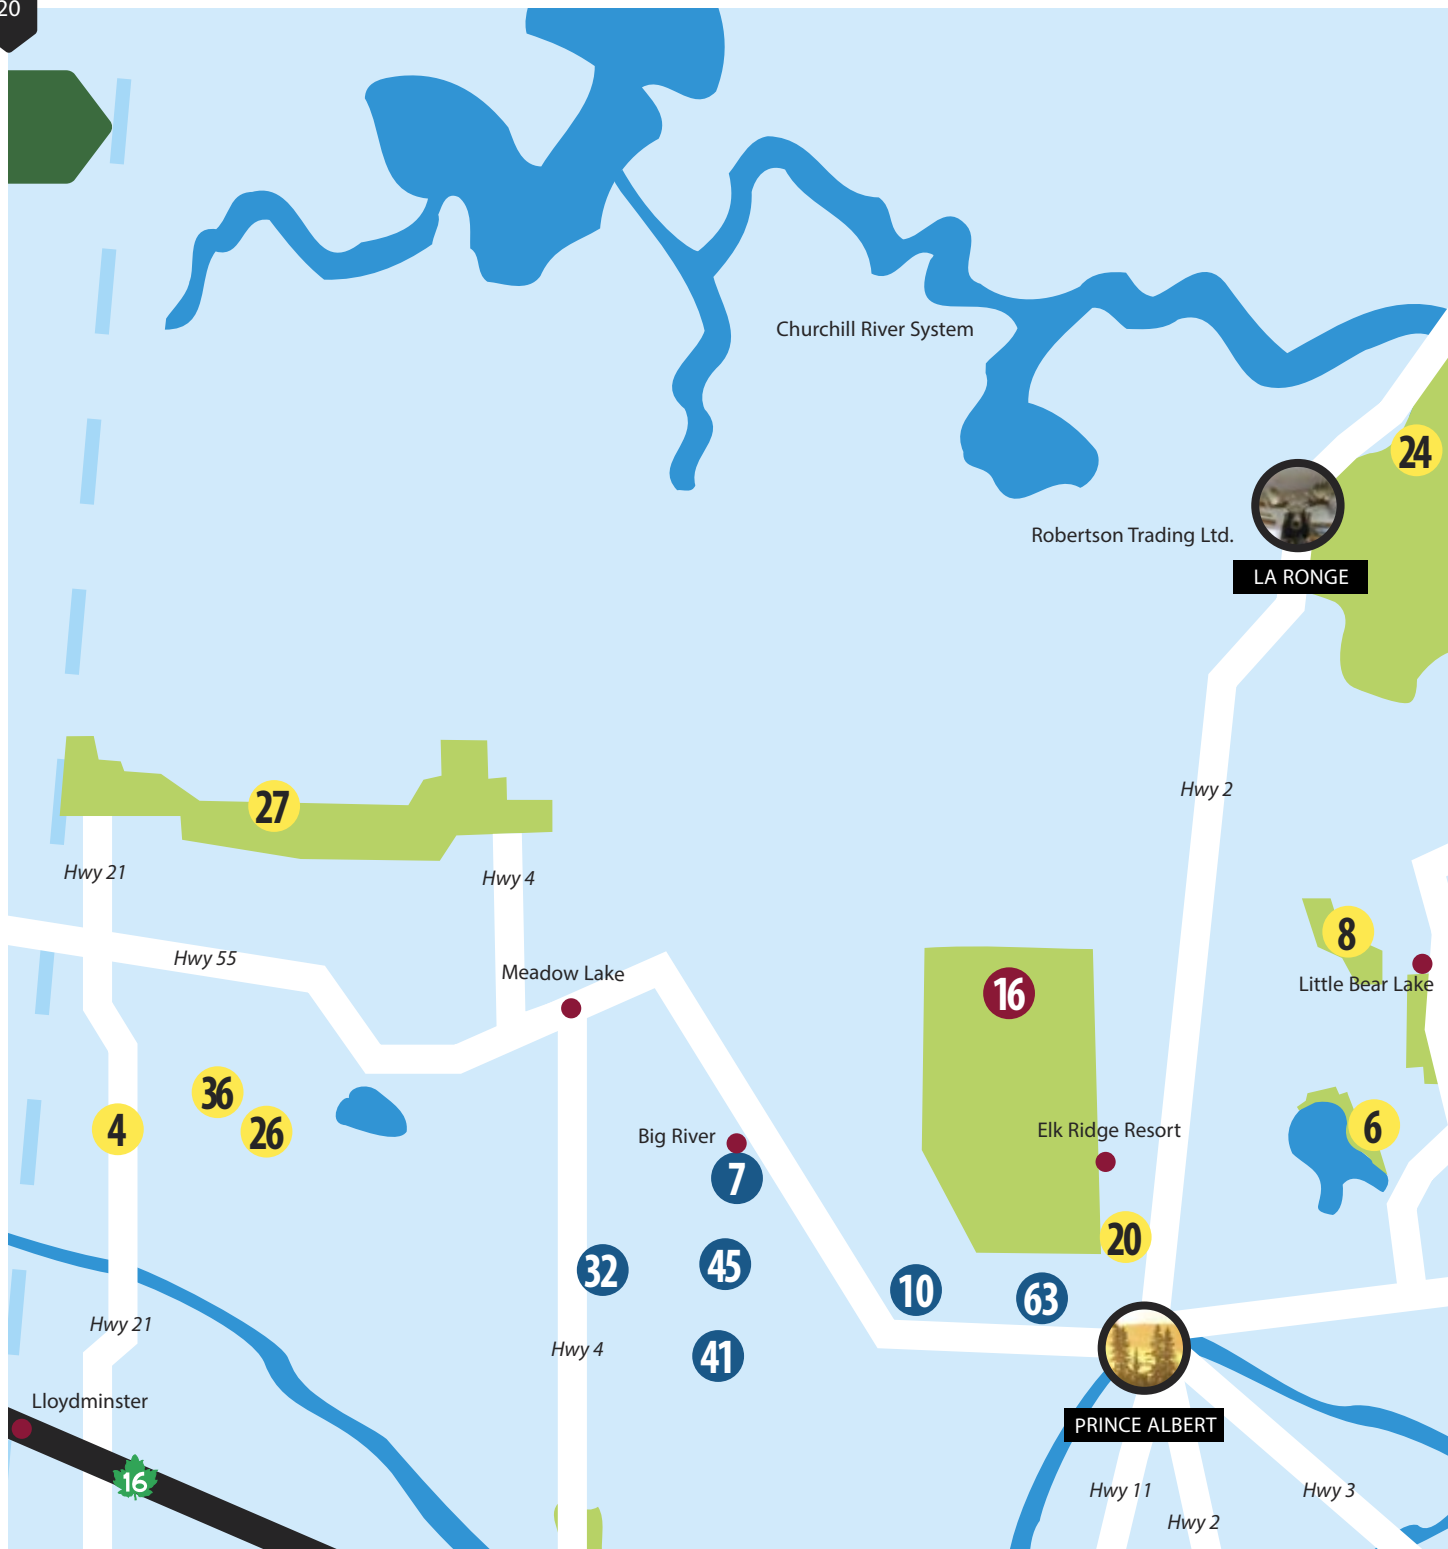 20
Churchill River System
24
Robertson Trading Ltd.
LA RONGE
Hwy 2
27
Hwy 21
Hwy 4
8
Hwy 55
Meadow Lake
Little Bear Lake
16
36
4
26
Big River
Elk Ridge Resort
6
7
20
32
45
10
63
Hwy 21
Hwy 4
41
Lloydminster
PRINCE ALBERT
16
Hwy 11
Hwy 3
Hwy 2